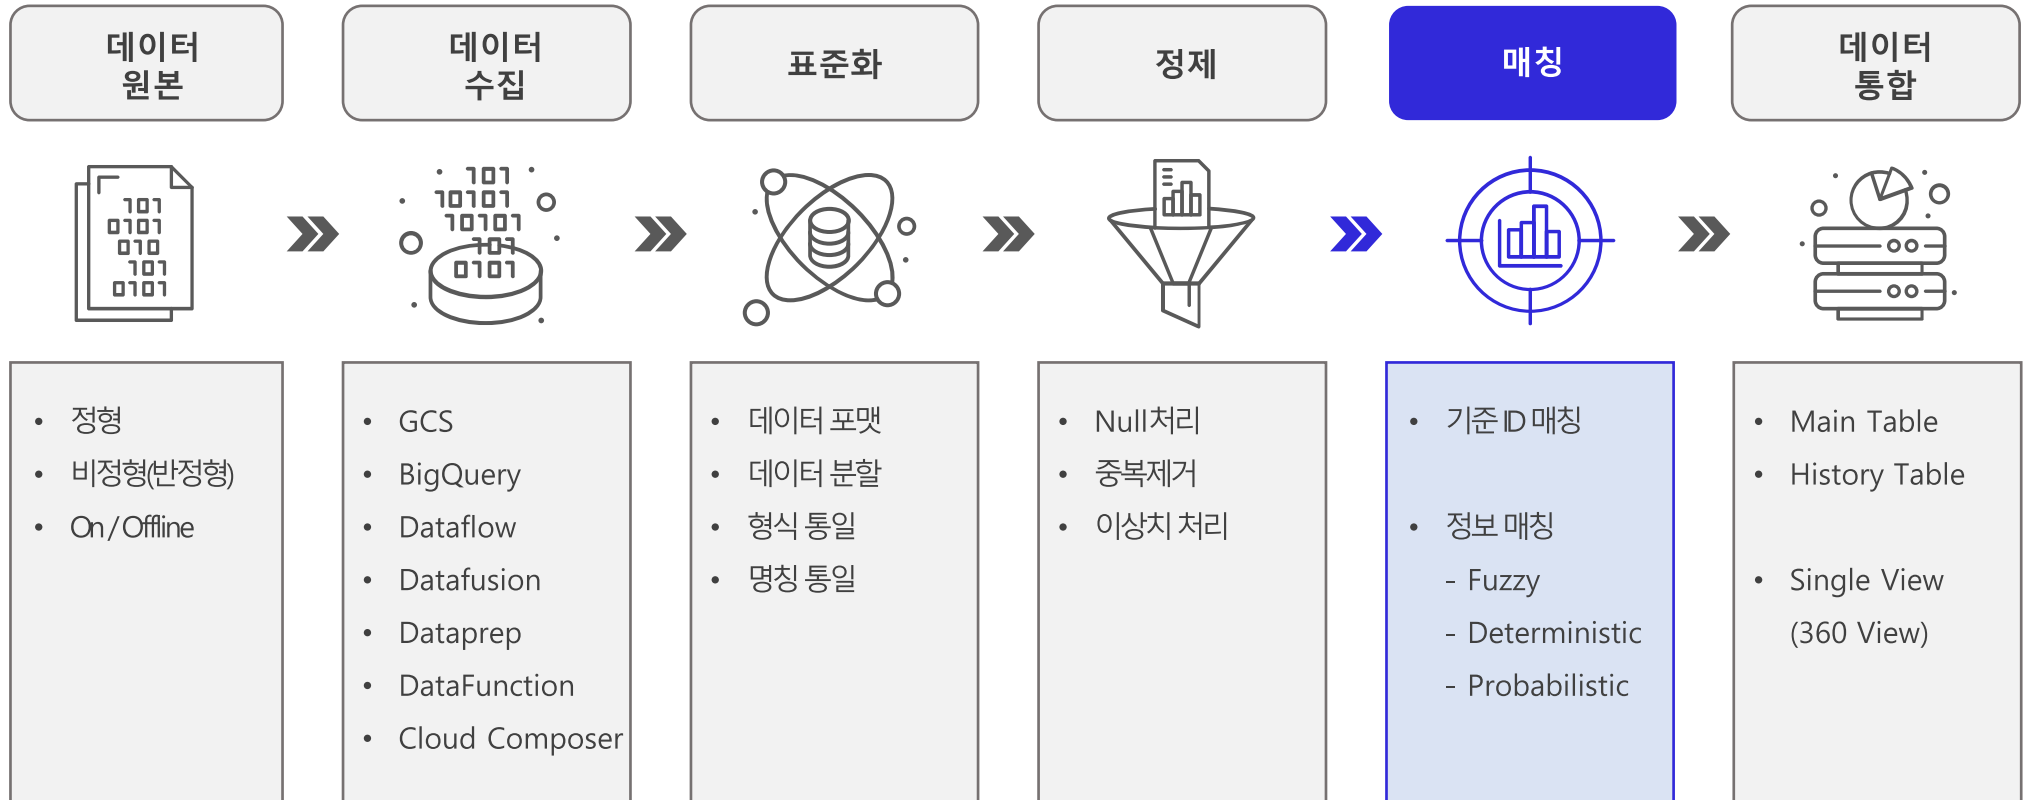 데이터
원본
데이터
수집
표준화
정제
매칭
데이터
통합
101
0101
010
101
0101
101
10101
10101
101
0101
• 정형
• 비정형(반정형)
• On / Offline
• GCS
• BigQuery
• Dataflow
• Datafusion
• Dataprep
• DataFunction
• Cloud Composer
• 데이터 포맷
• 데이터 분할
• 형식 통일
• 명칭 통일
• Null처리
• 중복제거
• 이상치 처리
• 기준 ID 매칭
• 정보 매칭
- Fuzzy
- Deterministic
- Probabilistic
• Main Table
• History Table
• Single View
(360 View)